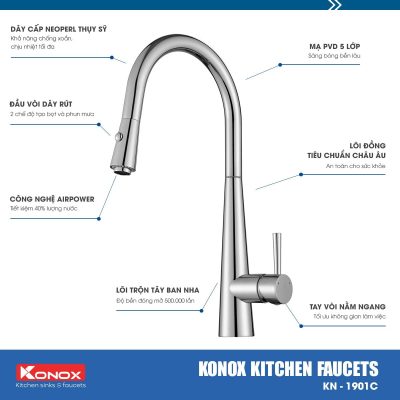 DÂY CẤP NEOPERL THỤY SỸ
Khả năng chống xoắn,
chịu nhiệt tối đa
MẠ PVD 5 LỚP
Sáng bóng bền lâu
ĐẦU VÒI DÂY RÚT
2 chế độ tạo bọt và phun mưa
LÕI ĐỒNG
TIÊU CHUẨN CHÂU ÂU
An toàn cho sức khỏe
CÔNG NGHỆ AIRPOWER
Tiết kiệm 40% lượng nước
LÕI TRỘN TÂY BAN NHA
Độ bền đóng mở 500.000 lần
TAY VÒI NẰM NGANG
Tối ưu không gian làm việc
KONOX
Kitchen sinks & faucets
KONOX KITCHEN FAUCETS
KN - 1901C